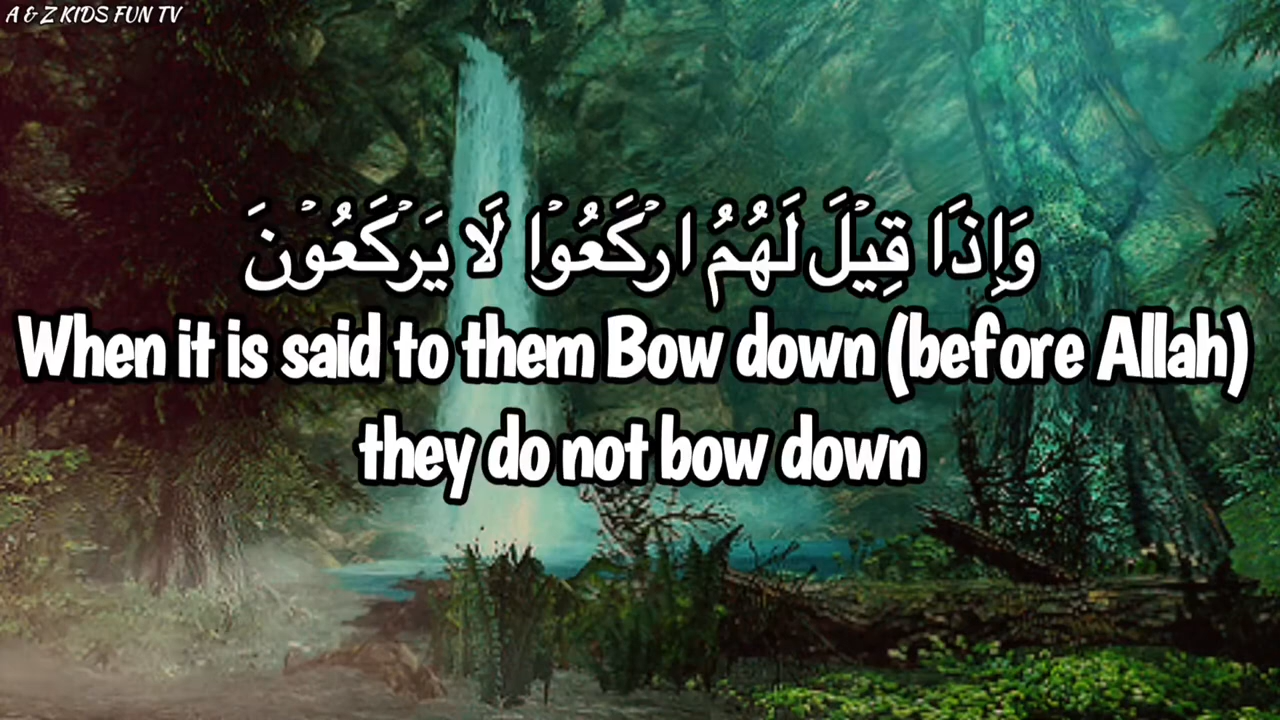 A & Z KIDS FUN TV
وَاِذَا قِيۡلَ لَهُمُ ارۡكَعُوۡا لَا يَرۡكَعُوۡنَ
When it is said to them Bow down (before Allah)
they do not bow down